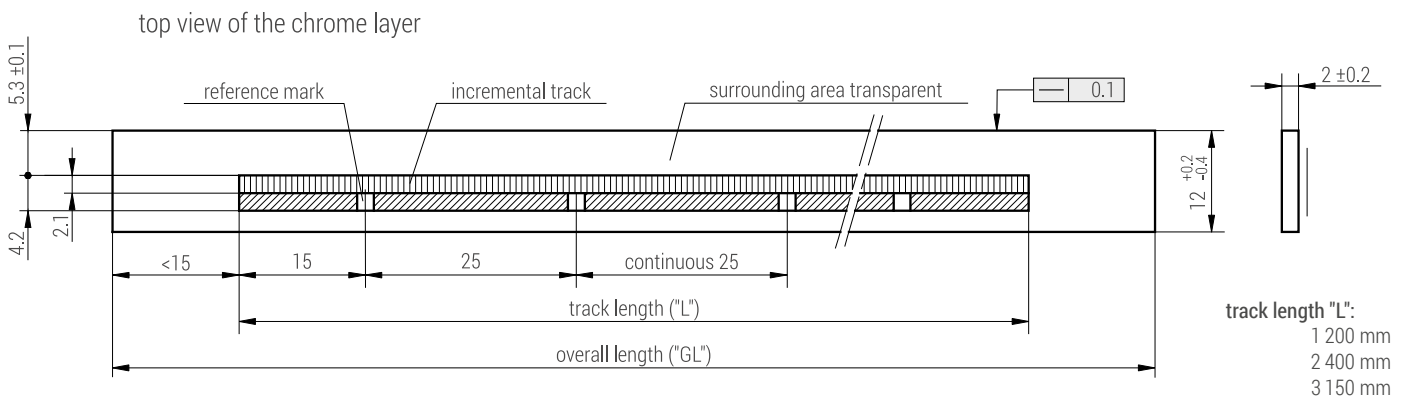 top view of the chrome layer
5.3 ±0.1
reference mark
incremental track
surrounding area transparent
— 0.1
2 ±0.2
12 +0.2 -0.4
4.2
2.1
<15
15
25
continuous 25
track length ("L")
overall length ("GL")
track length "L":
1 200 mm
2 400 mm
3 150 mm